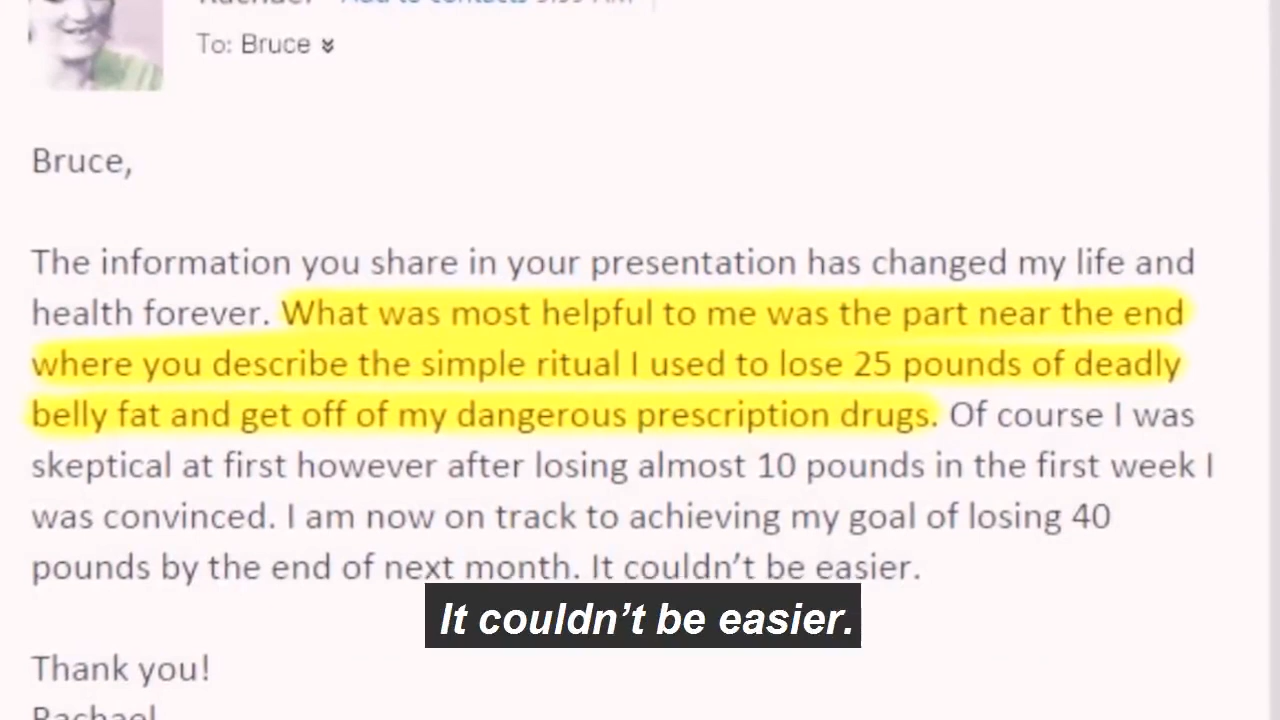 To: Bruce
Bruce,
The information you share in your presentation has changed my life and
health forever. What was most helpful to me was the part near the end
where you describe the simple ritual I used to lose 25 pounds of deadly
belly fat and get off of my dangerous prescription drugs. Of course I was
skeptical at first however after losing almost 10 pounds in the first week I
was convinced. I am now on track to achieving my goal of losing 40
pounds by the end of next month. It couldn't be easier.
It couldn't be easier.
Thank you!
Rachael